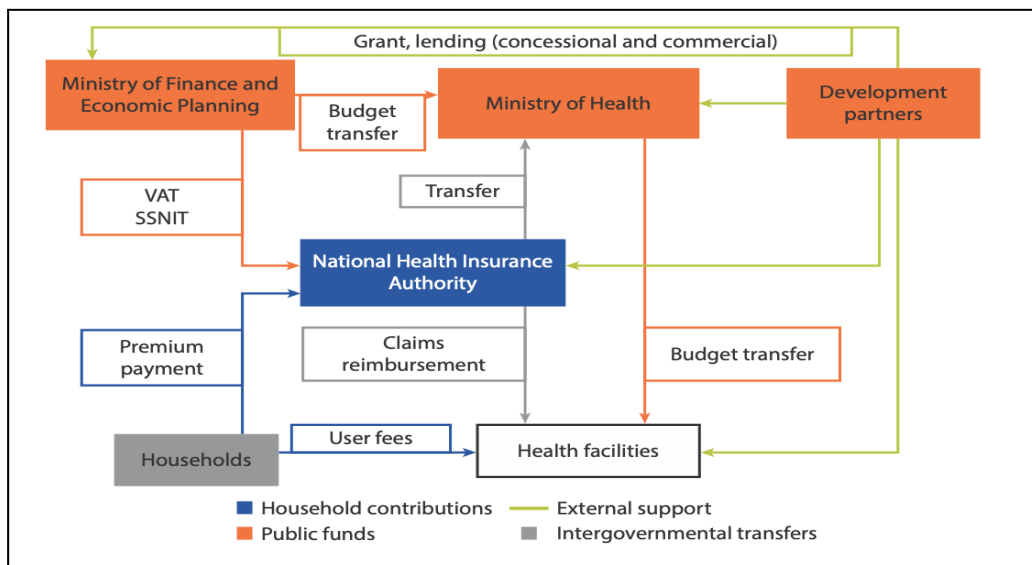 Grant, lending (concessional and commercial)
Ministry of Finance and
Economic Planning
Budget
transfer
Ministry of Health
Development
partners
VAT
SSNIT
Transfer
National Health Insurance
Authority
Premium
payment
Claims
reimbursement
Budget transfer
Households
User fees
Health facilities
Household contributions
External support
Public funds
Intergovernmental transfers